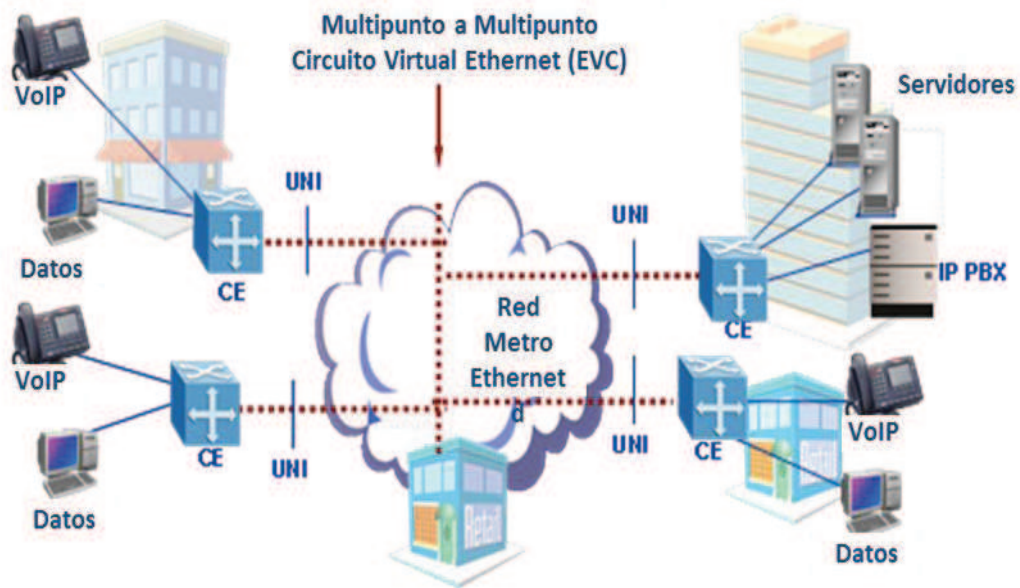 Multipunto a Multipunto
Circuito Virtual Ethernet (EVC)
VoIP
Servidores
UNI
UNI
Datos
CE
IP PBX
CE
Red
Metro
Ethernet
d
VoIP
UNI
UNI
CE
CE
VoIP
Datos
Datos
Retail